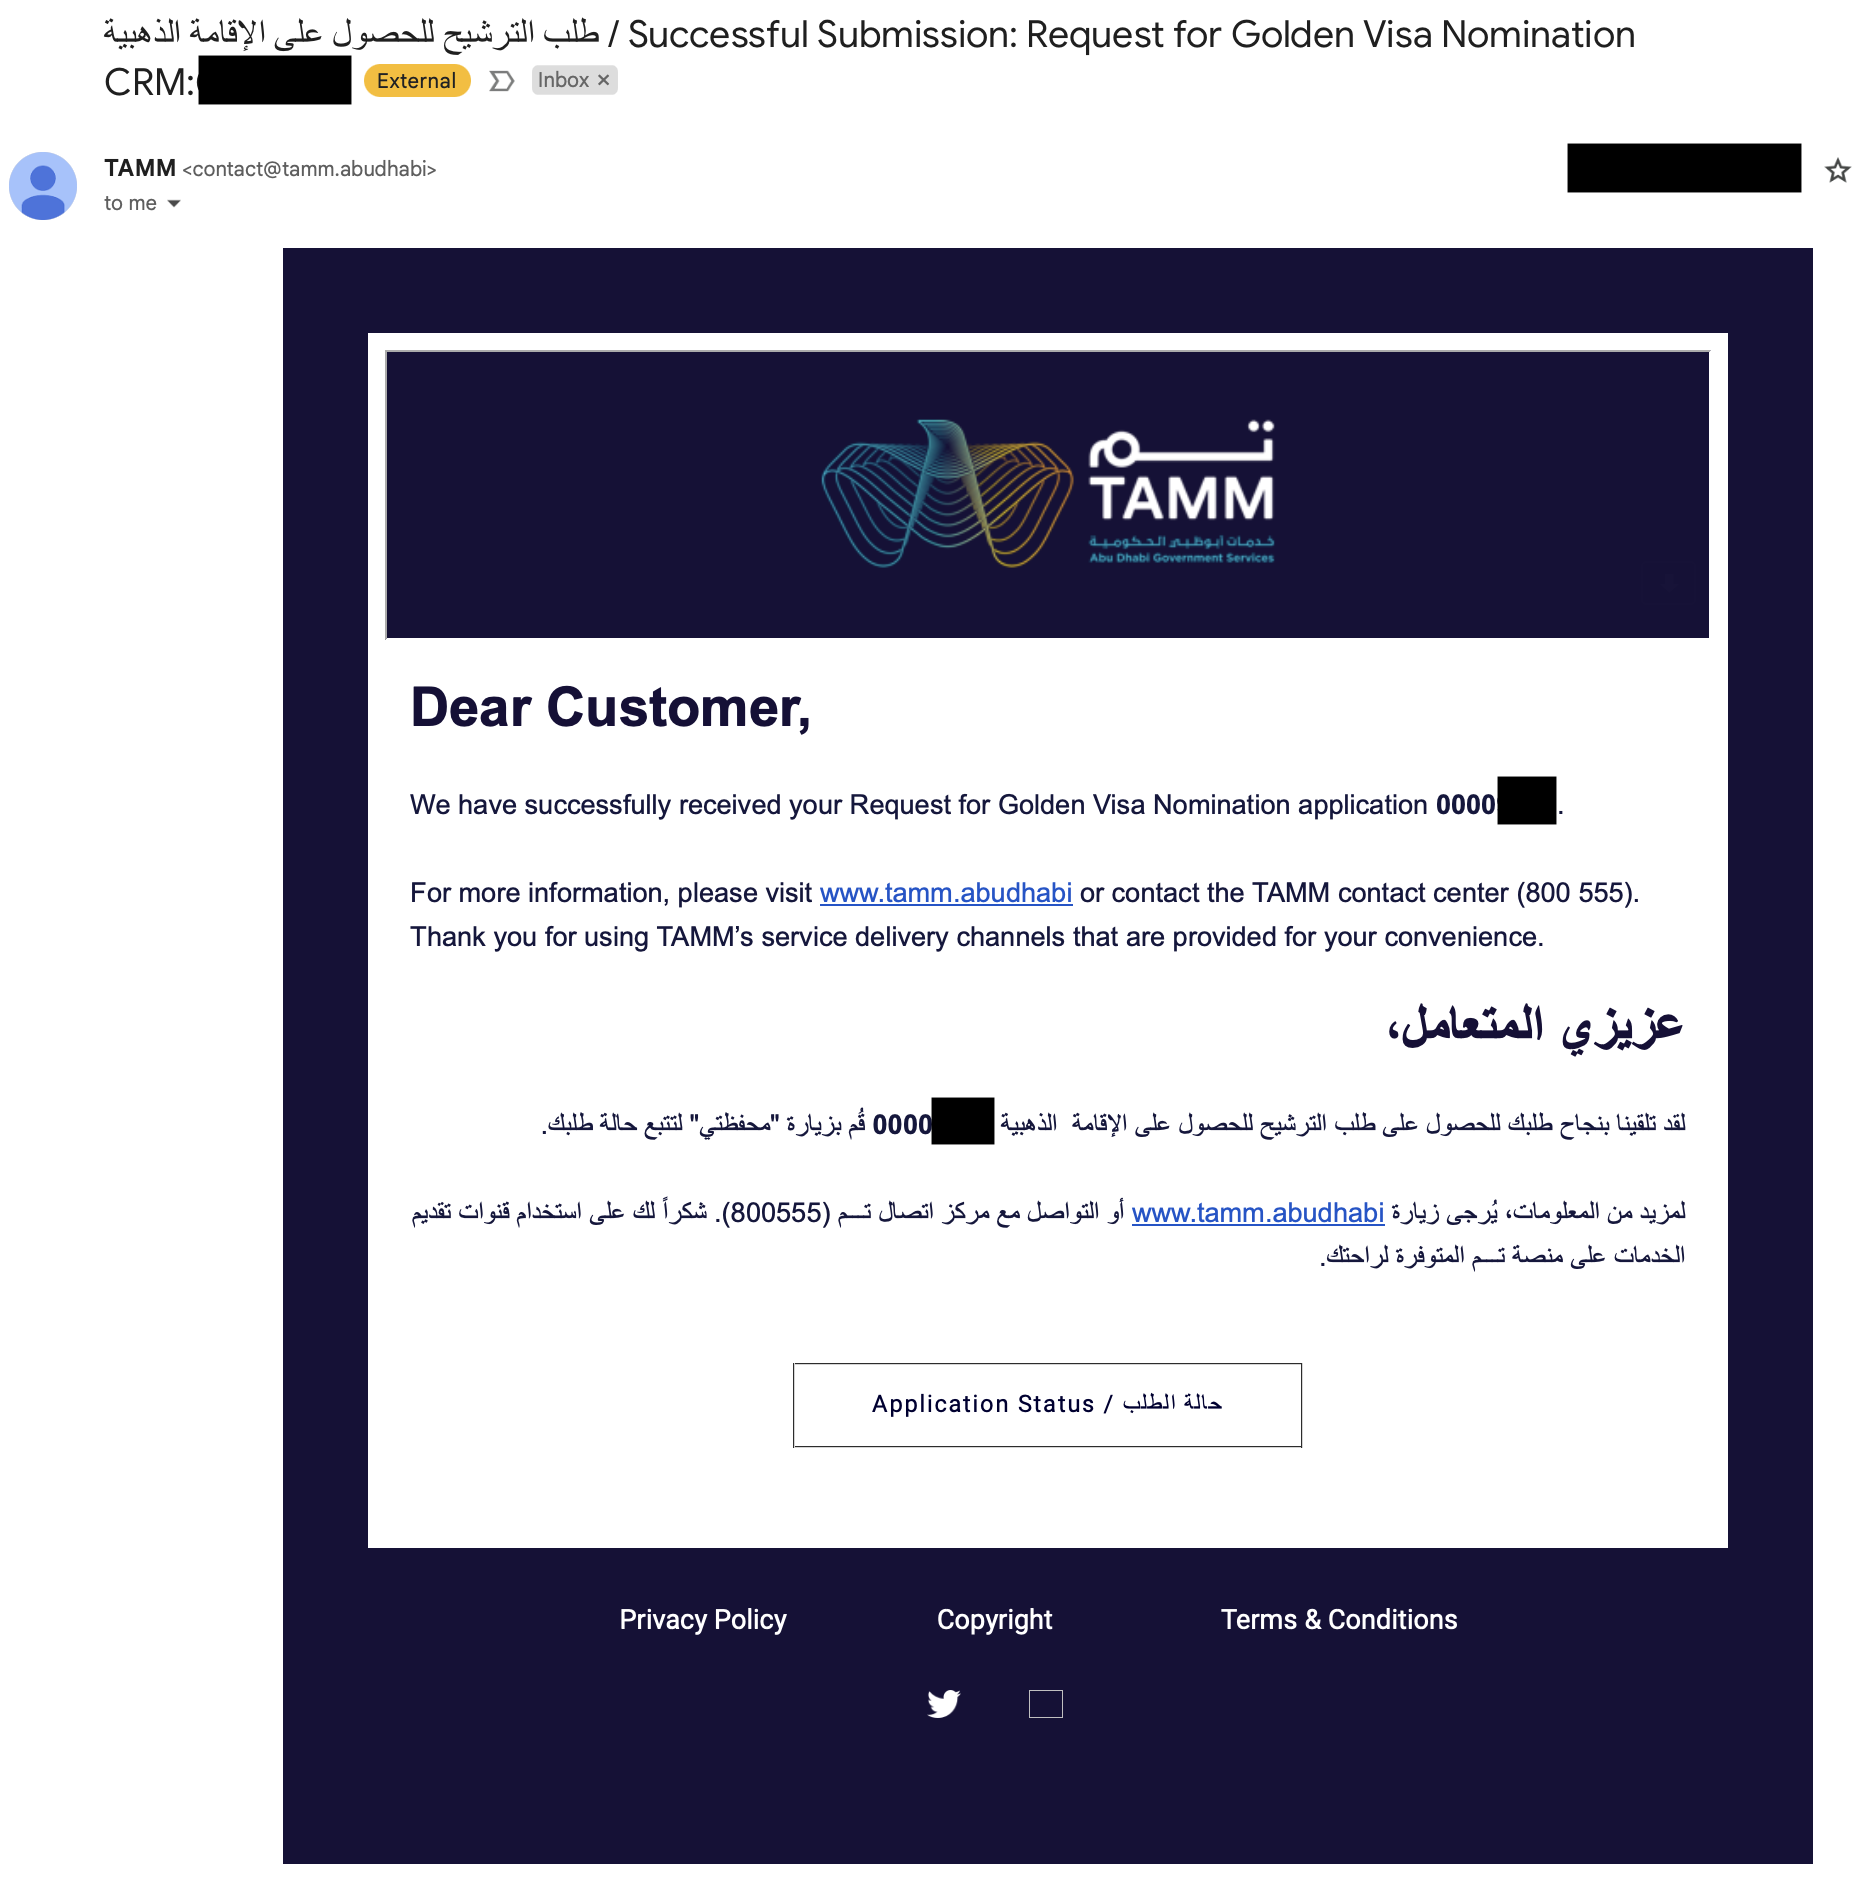 طلب الترشيح للحصول على الإقامة الذهبية / Successful Submission: Request for Golden Visa Nomination
CRM: External Inbox ×
TAMM <contact@tamm.abudhabi>
to me
تـــم
TAMM
خدمات أبوظبي الحكومية
Abu Dhabi Government Services
Dear Customer,
We have successfully received your Request for Golden Visa Nomination application 0000 .
For more information, please visit www.tamm.abudhabi or contact the TAMM contact center (800 555).
Thank you for using TAMM’s service delivery channels that are provided for your convenience.
عزيزي المتعامل،
لقد تلقينا بنجاح طلبك للحصول على طلب الترشيح للحصول على الإقامة الذهبية 0000 قُم بزيارة "محفظتي" لتتبع حالة طلبك.
لمزيد من المعلومات، يُرجى زيارة www.tamm.abudhabi أو التواصل مع مركز اتصال تـــم (800555). شكراً لك على استخدام قنوات تقديم
الخدمات على منصة تـــم المتوفرة لراحتك.
Application Status / حالة الطلب
Privacy Policy Copyright Terms & Conditions